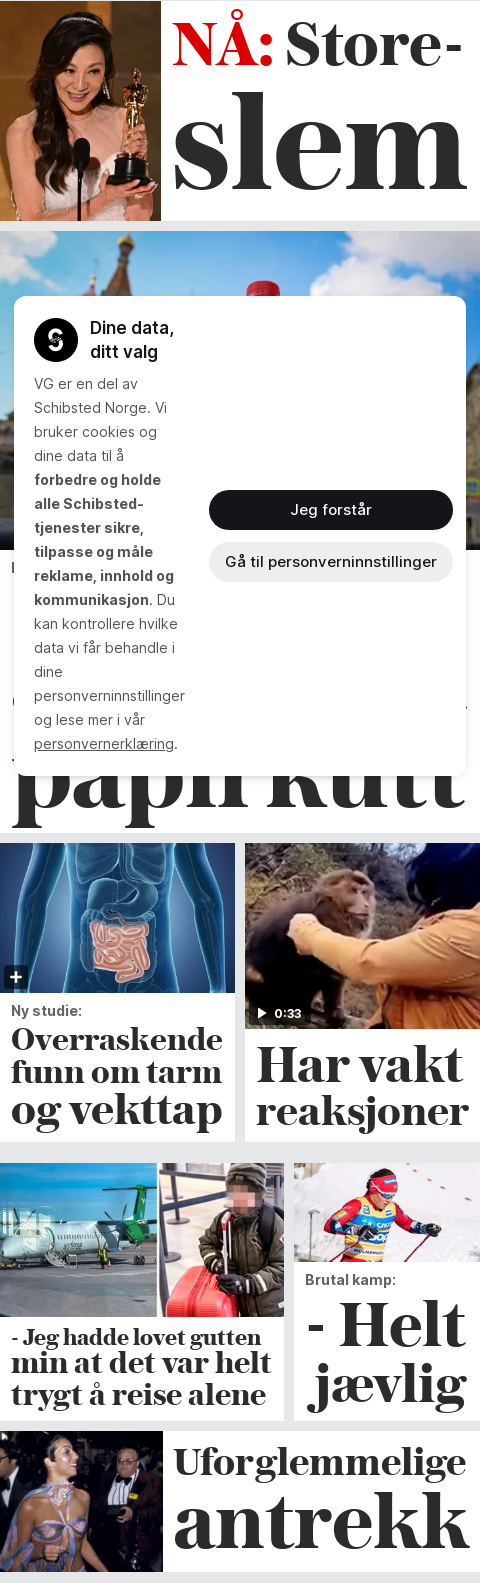 NÅ: Store-
slem
Dine data,
ditt valg
VG er en del av
Schibsted Norge. Vi
bruker cookies og
dine data til å
forbedre og holde
alle Schibsted-
tjenester sikre,
tilpasse og måle
reklame, innhold og
kommunikasjon. Du
kan kontrollere hvilke
data vi får behandle i
dine
personverninnstillinger
og lese mer i vår
personvernerklæring.
Jeg forstår
Gå til personverninnstillinger
papii kutt
Ny studie:
Overraskende
funn om tarm
og vekttap
0:33
Har vakt
reaksjoner
- Jeg hadde lovet gutten
min at det var helt
trygt å reise alene
Brutal kamp:
- Helt
jævlig
Uforglemmelige
antrekk